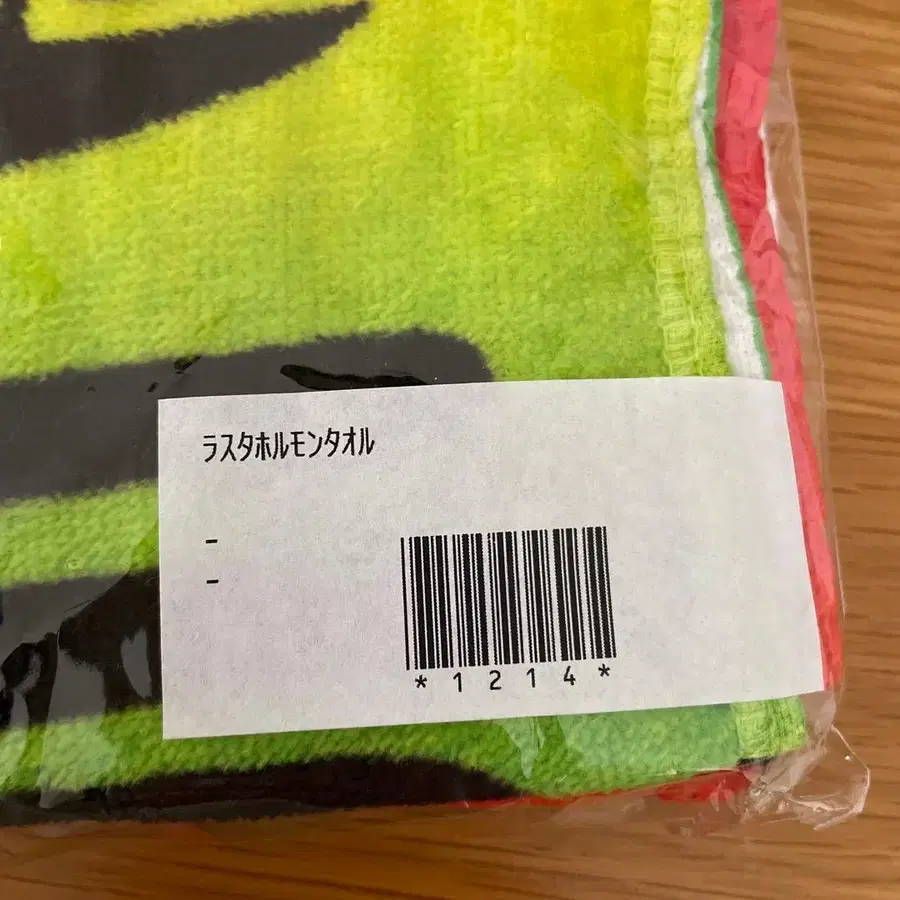 ﾗｽﾀﾎﾙﾓﾝﾀｵﾙ
-
-
*1214*